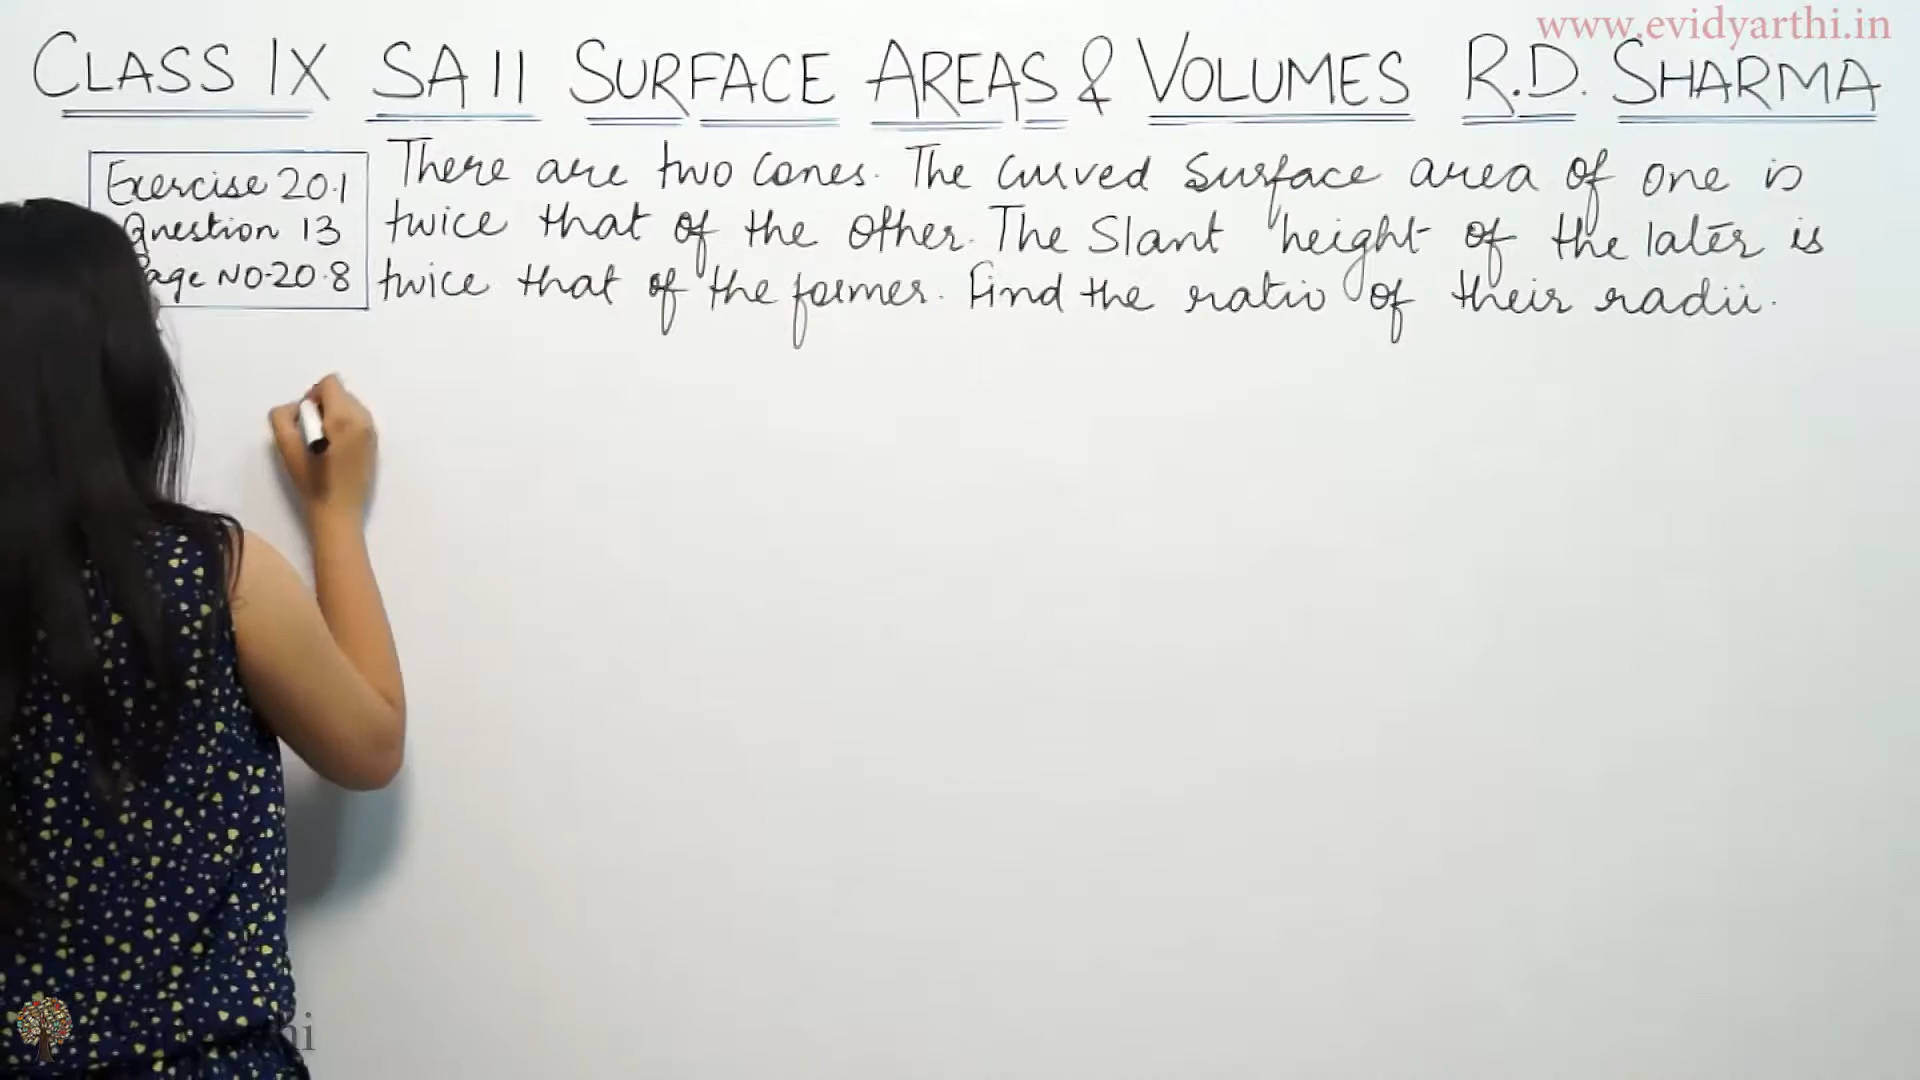 www.evidyarthi.in
CLASS IX SA II SURFACE AREAS & VOLUMES R.D. SHARMA
Exercise 20.1
Question 13
Page NO-20.8
There are two cones. The curved surface area of one is
twice that of the other. The Slant height of the later is
twice that of the former. Find the ratio of their radii.